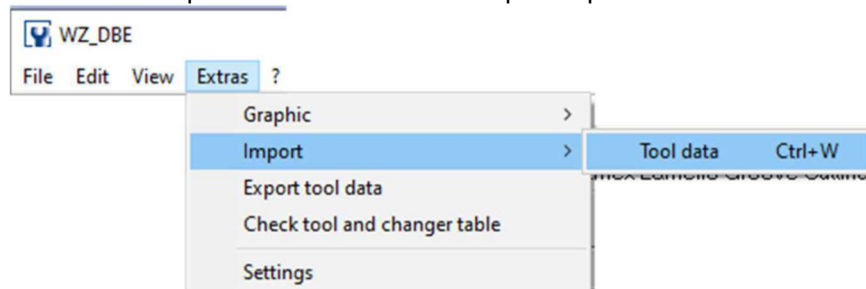 WZ_DBE
File Edit View Extras ?
Graphic >
Import > Tool data Ctrl+W
Export tool data
Check tool and changer table
Settings